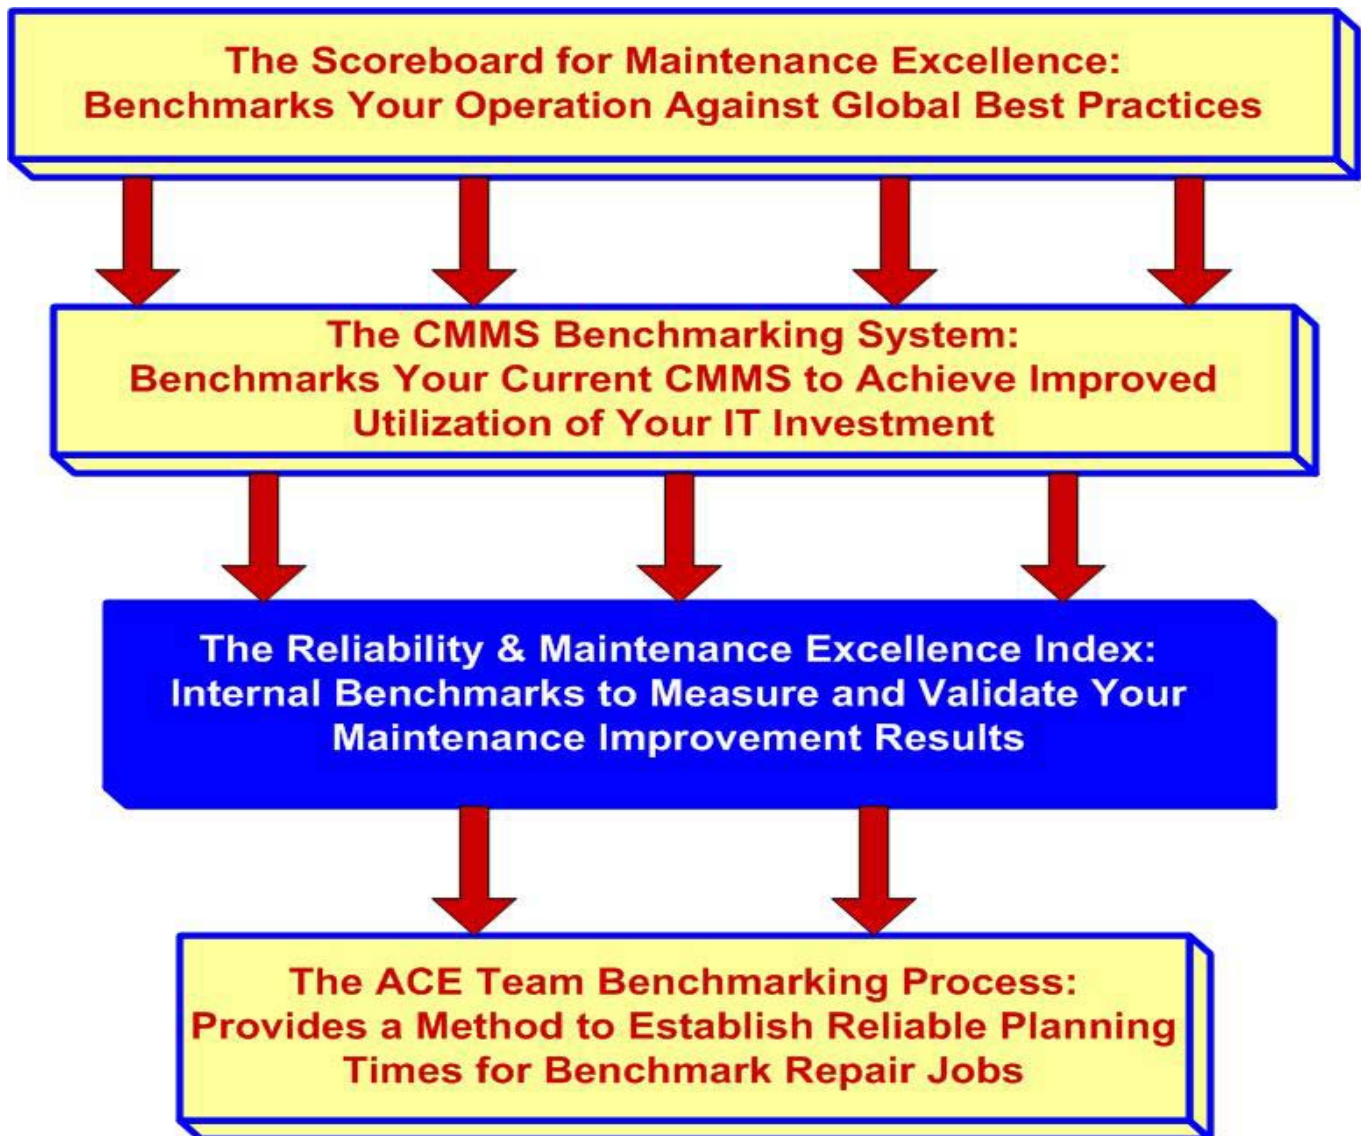 The Scoreboard for Maintenance Excellence:
Benchmarks Your Operation Against Global Best Practices
The CMMS Benchmarking System:
Benchmarks Your Current CMMS to Achieve Improved
Utilization of Your IT Investment
The Reliability & Maintenance Excellence Index:
Internal Benchmarks to Measure and Validate Your
Maintenance Improvement Results
The ACE Team Benchmarking Process:
Provides a Method to Establish Reliable Planning
Times for Benchmark Repair Jobs